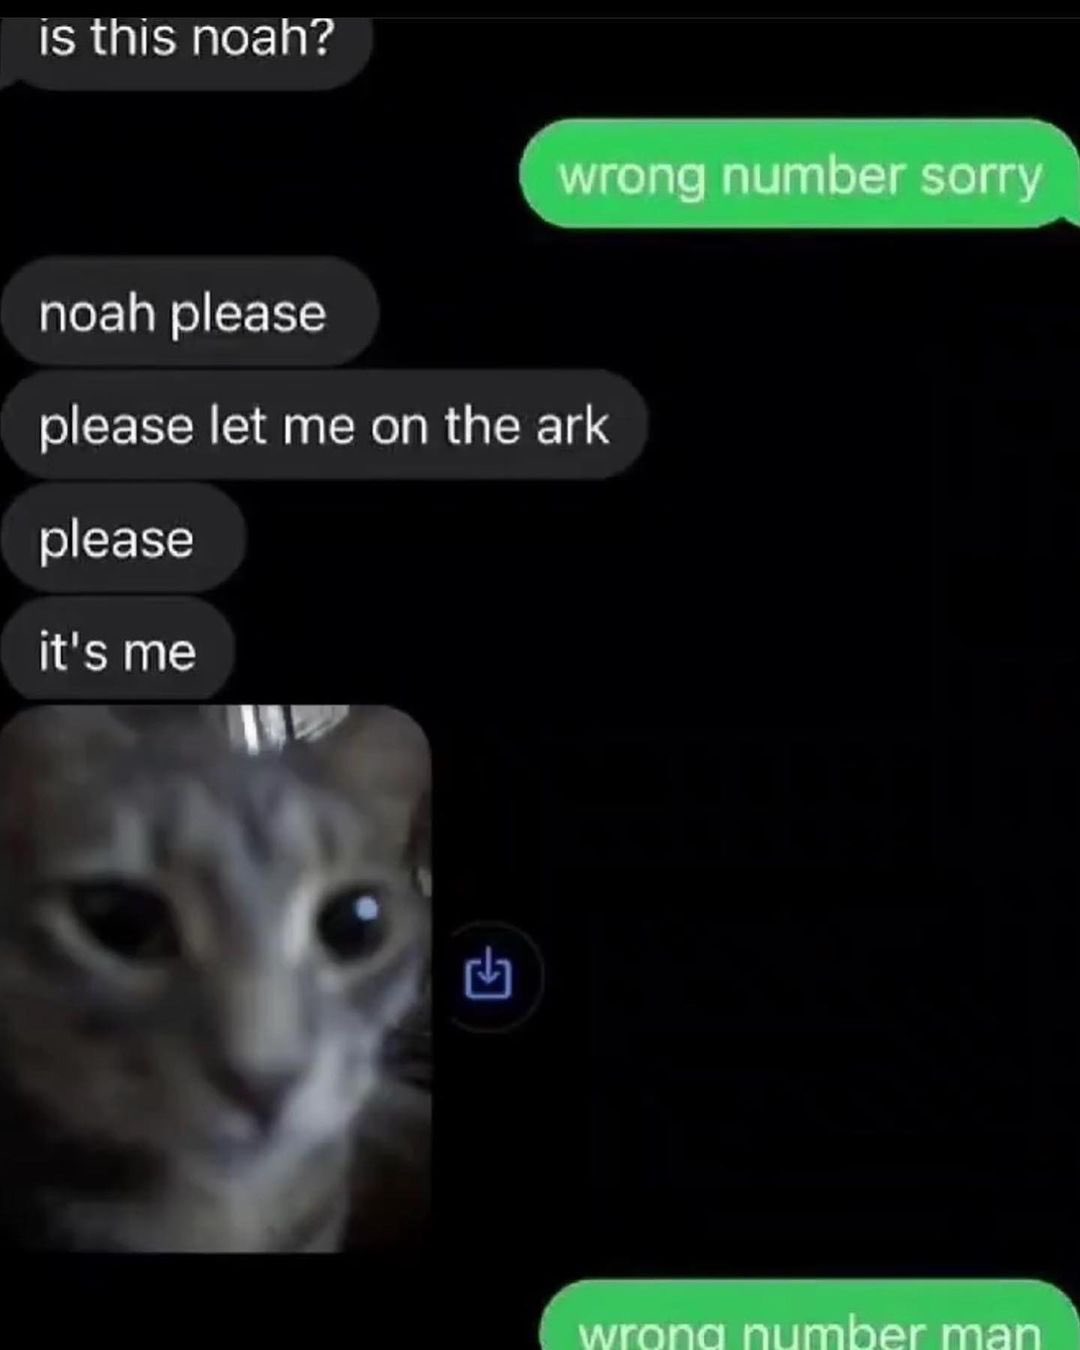 is this noah?
wrong number sorry
noah please
please let me on the ark
please
it's me
wrong number man